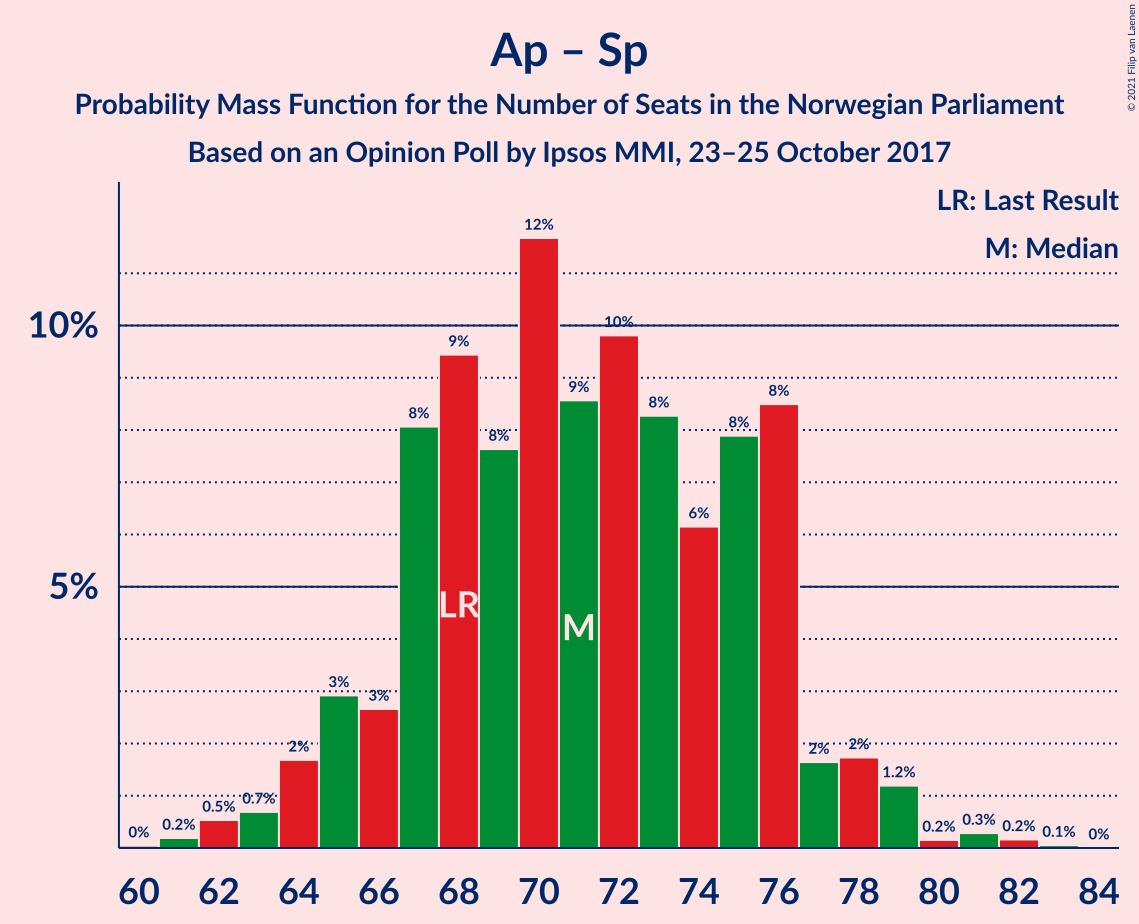 Ap – Sp
Probability Mass Function for the Number of Seats in the Norwegian Parliament
Based on an Opinion Poll by Ipsos MMI, 23–25 October 2017
© 2021 Filip van Laenen
LR: Last Result
M: Median
10%
5%
0% 0.2% 0.5% 0.7% 2% 3% 3% 8% 9% 8% 12% 9% 10% 8% 6% 8% 8% 2% 2% 1.2% 0.2% 0.3% 0.2% 0.1% 0%
LR M
60 62 64 66 68 70 72 74 76 78 80 82 84